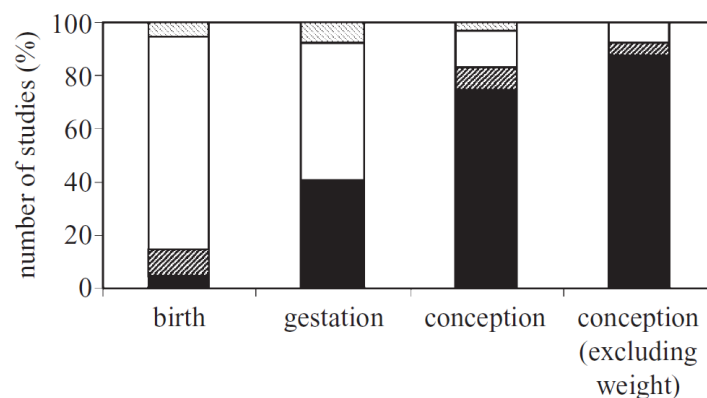 number of studies (%)
100
80
60
40
20
0
birth
gestation
conception
conception
(excluding
weight)